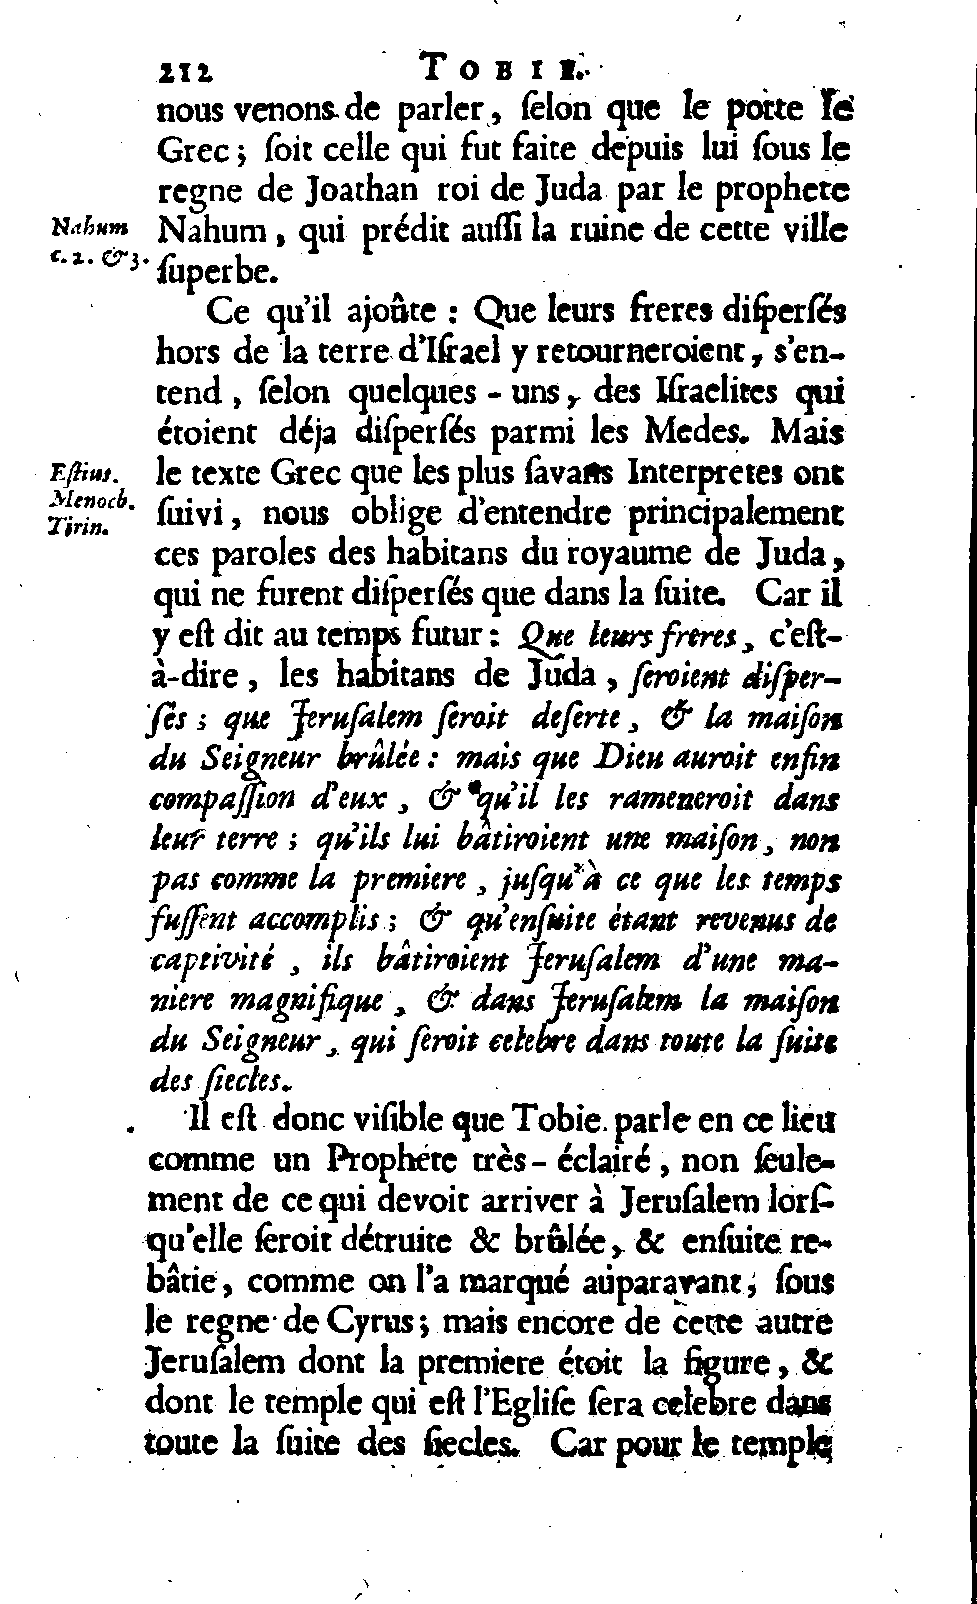 212 TOBIE.
nous venons de parler, ſelon que le porte le
Grec; ſoit celle qui fut faite depuis lui ſous le
regne de Joathan roi de Juda par le prophete
Nahum c. 2. &3.
Nahum, qui prédit auſſi la ruine de cette ville
ſuperbe.
Ce qu'il ajoûte : Que leurs freres diſperſés
hors de la terre d'Iſrael y retourneroient, s'en-
tend, ſelon quelques-uns, des Iſraelites qui
étoient déja diſperſés parmi les Medes. Mais
Eſtius.
Menoch.
Tirin.
le texte Grec que les plus ſavans Interpretes ont
ſuivi, nous oblige d'entendre principalement
ces paroles des habitans du royaume de Juda,
qui ne furent diſperſés que dans la ſuite. Car il
y eſt dit au temps futur: Que leurs freres, c'eſt-
à-dire, les habitans de Juda, ſeroient diſper-
ſés; que Jeruſalem ſeroit deſerte, & la maiſon
du Seigneur brûlée: mais que Dieu auroit enfin
compaſſion d'eux, & qu'il les rameneroit dans
leur terre; qu'ils lui bâtiroient une maiſon, non
pas comme la premiere, juſqu'à ce que les temps
fuſſent accomplis; & qu'enſuite étant revenus de
captivité, ils bâtiroient Jeruſalem d'une ma-
niere magnifique, & dans Jeruſalem la maiſon
du Seigneur, qui ſeroit celebre dans toute la ſuite
des ſiecles.
Il eſt donc viſible que Tobie parle en ce lieu
comme un Prophete très-éclairé, non ſeule-
ment de ce qui devoit arriver à Jeruſalem lorſ-
qu'elle ſeroit détruite & brûlée, & enſuite re-
bâtie, comme on l'a marqué auparavant, ſous
le regne de Cyrus; mais encore de cette autre
Jeruſalem dont la premiere étoit la figure, &
dont le temple qui eſt l'Egliſe ſera celebre dans
toute la ſuite des ſiecles. Car pour le temple